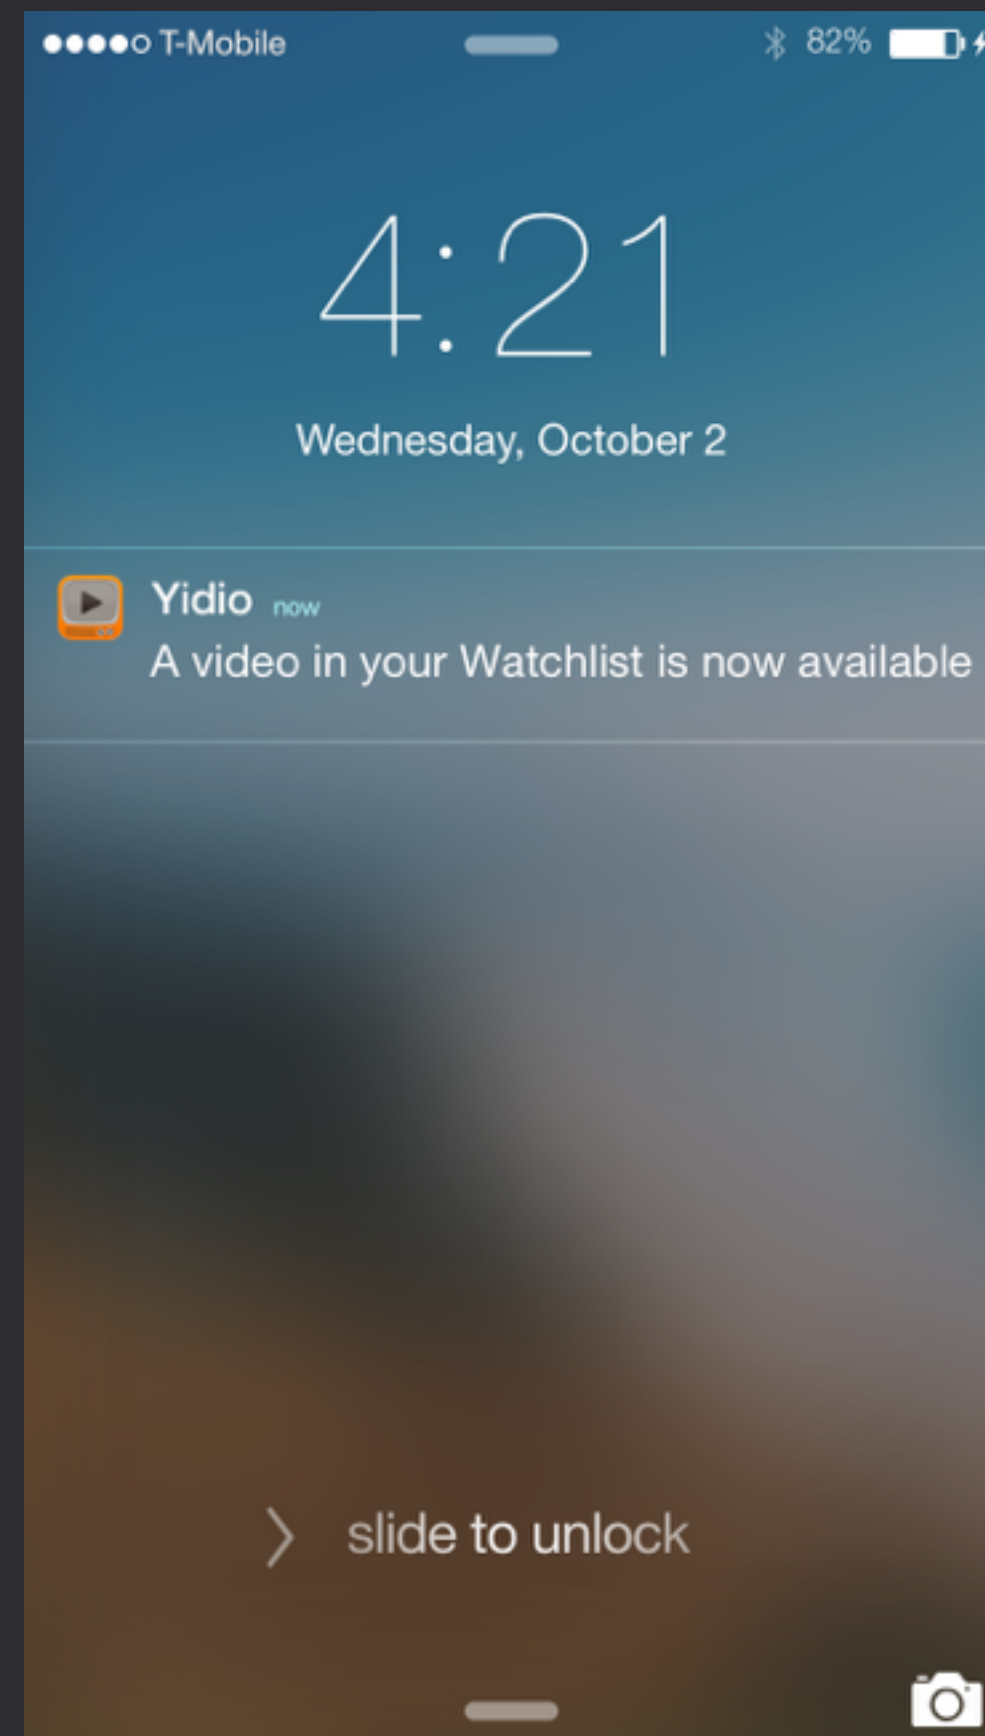 T-Mobile 82%
4:21
Wednesday, October 2
Yidio now
A video in your Watchlist is now available
slide to unlock